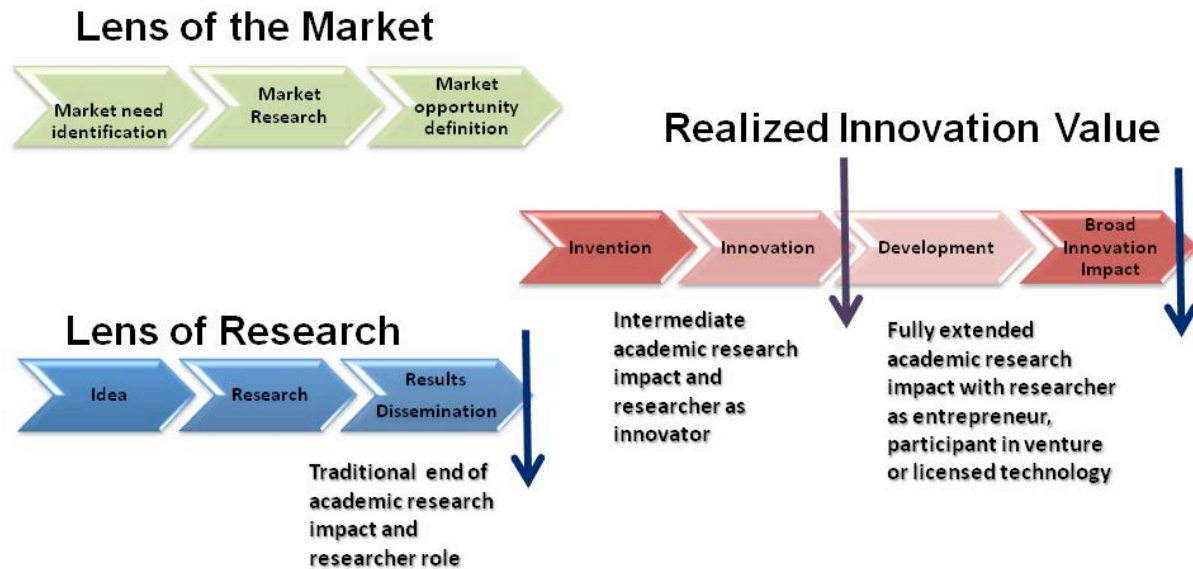 Lens of the Market
Market need
identification
Market
Research
Market
opportunity
definition
Realized Innovation Value
Invention
Innovation
Development
Broad
Innovation
Impact
Intermediate
academic research
impact and
researcher as
innovator
Fully extended
academic research
impact with researcher
as entrepreneur,
participant in venture
or licensed technology
Lens of Research
Idea
Research
Results
Dissemination
Traditional end of
academic research
impact and
researcher role